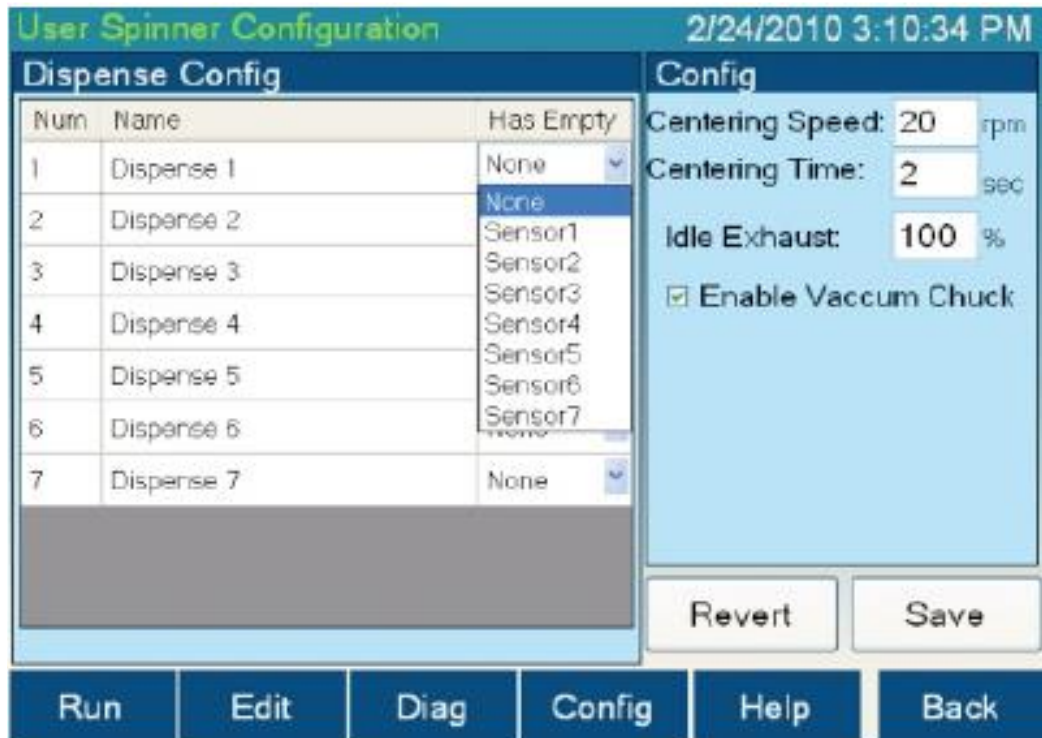 User Spinner Configuration 2/24/2010 3:10:34 PM
Dispense Config
Num Name Has Empty
1 Dispense 1 None
None
Sensor1
Sensor2
Sensor3
Sensor4
Sensor5
Sensor6
Sensor7
2 Dispense 2
3 Dispense 3
4 Dispense 4
5 Dispense 5
6 Dispense 6
7 Dispense 7 None
Config
Centering Speed: 20 rpm
Centering Time: 2 sec
Idle Exhaust: 100 %
Enable Vaccum Chuck
Revert Save
Run Edit Diag Config Help Back